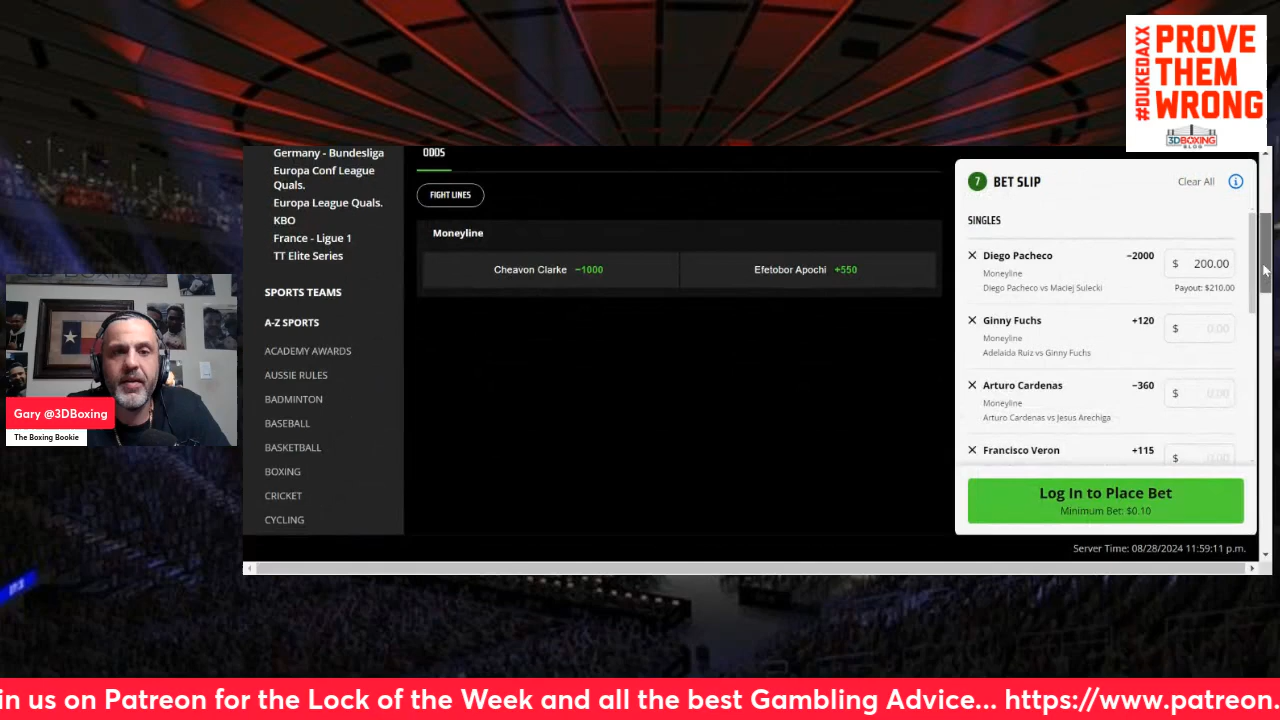 #DUKEDAXX
PROVE
THEM
WRONG
3DBOXING
BLOG
Germany - Bundesliga
Europa Conf League
Quals.
Europa League Quals.
KBO
France - Ligue 1
TT Elite Series
SPORTS TEAMS
A-Z SPORTS
ACADEMY AWARDS
AUSSIE RULES
BADMINTON
BASEBALL
BASKETBALL
BOXING
CRICKET
CYCLING
ODDS
FIGHT LINES
Moneyline
Cheavon Clarke −1000
Efetobor Apochi +550
7 BET SLIP Clear All
SINGLES
Diego Pacheco −2000 $ 200.00
Moneyline
Diego Pacheco vs Maciej Sulecki Payout: $210.00
Ginny Fuchs +120 $ 0.00
Moneyline
Adelaida Ruiz vs Ginny Fuchs
Arturo Cardenas −360 $ 0.00
Moneyline
Arturo Cardenas vs Jesus Arechiga
Francisco Veron +115 $ 0.00
Log In to Place Bet
Minimum Bet: $0.10
Server Time: 08/28/2024 11:59:11 p.m.
Gary @3DBoxing
The Boxing Bookie
in us on Patreon for the Lock of the Week and all the best Gambling Advice... https://www.patreon.